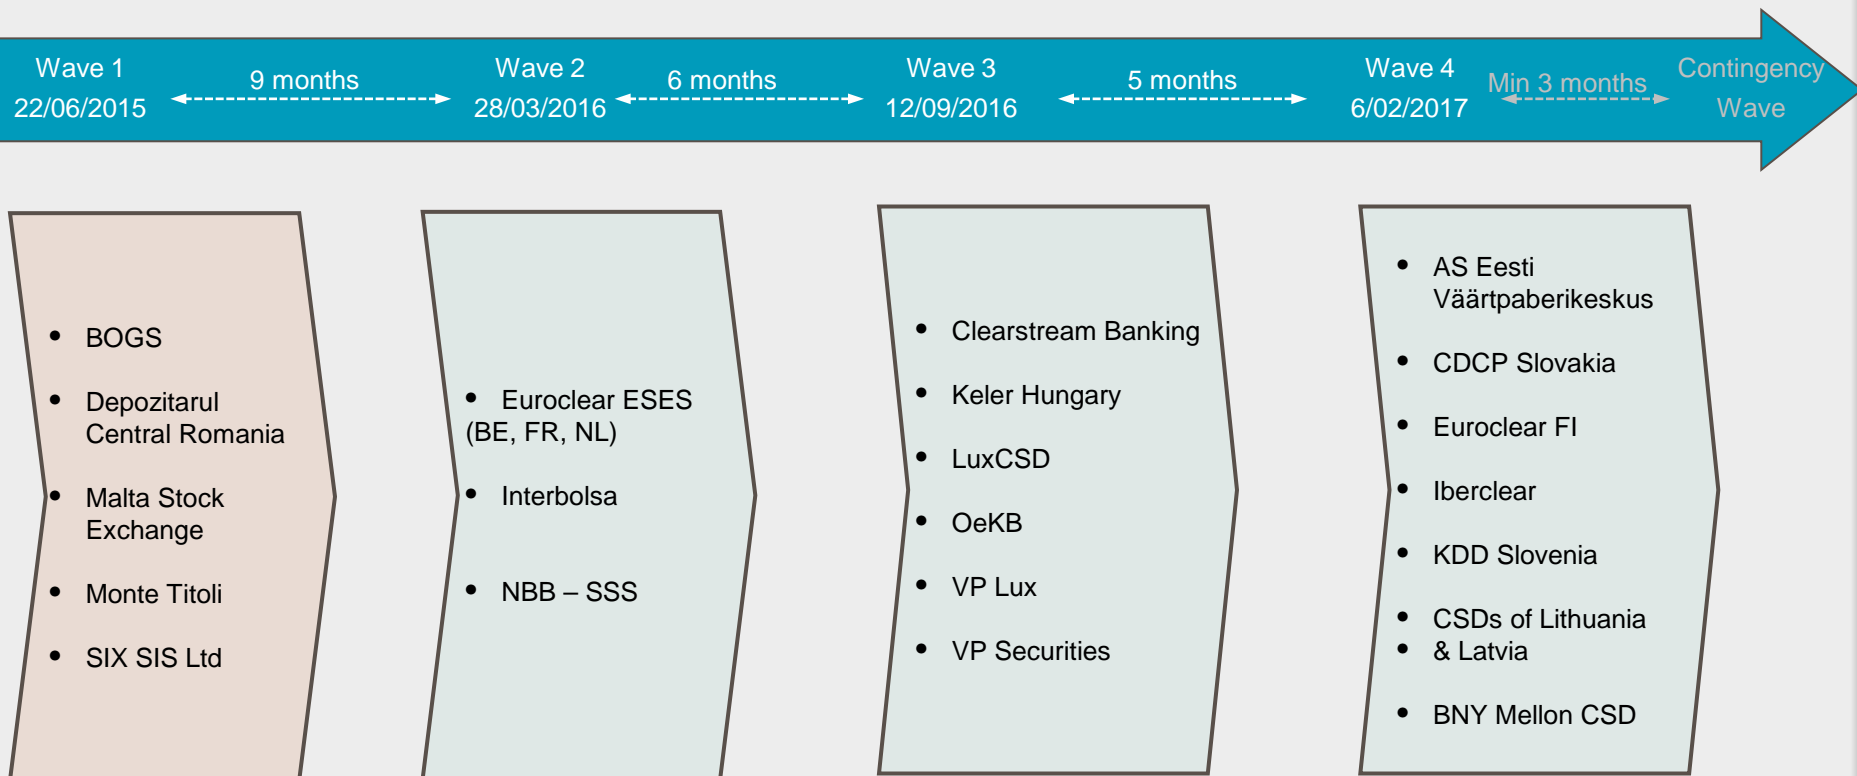 Wave 1
22/06/2015
9 months
Wave 2
28/03/2016
6 months
Wave 3
12/09/2016
5 months
Wave 4
6/02/2017
Min 3 months
Contingency
Wave
• BOGS
• Depozitarul
Central Romania
• Malta Stock
Exchange
• Monte Titoli
• SIX SIS Ltd
• Euroclear ESES
(BE, FR, NL)
• Interbolsa
• NBB – SSS
• Clearstream Banking
• Keler Hungary
• LuxCSD
• OeKB
• VP Lux
• VP Securities
• AS Eesti
Väärtpaberikeskus
• CDCP Slovakia
• Euroclear FI
• Iberclear
• KDD Slovenia
• CSDs of Lithuania
• & Latvia
• BNY Mellon CSD